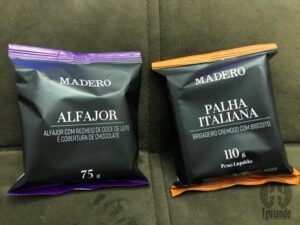 MADERO
ALFAJOR
ALFAJOR COM RECHEIO DE DOCE DE LEITE
E COBERTURA DE CHOCOLATE
75 g
MADERO
PALHA
ITALIANA
BRIGADEIRO CREMOSO COM BISCOITO
110 g
Peso Líquido
Tguiando